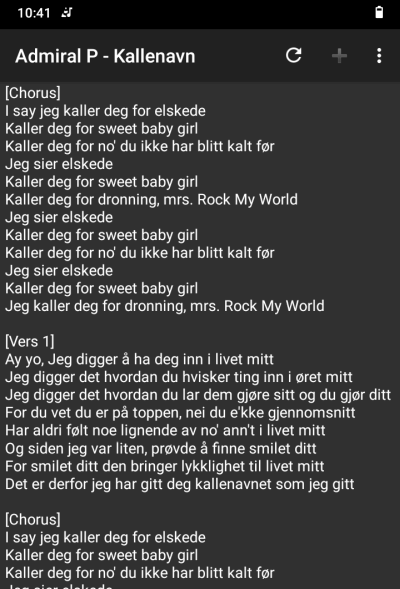 10:41
Admiral P - Kallenavn
[Chorus]
I say jeg kaller deg for elskede
Kaller deg for sweet baby girl
Kaller deg for no' du ikke har blitt kalt før
Jeg sier elskede
Kaller deg for sweet baby girl
Kaller deg for dronning, mrs. Rock My World
Jeg sier elskede
Kaller deg for sweet baby girl
Kaller deg for no' du ikke har blitt kalt før
Jeg sier elskede
Kaller deg for sweet baby girl
Jeg kaller deg for dronning, mrs. Rock My World
[Vers 1]
Ay yo, Jeg digger å ha deg inn i livet mitt
Jeg digger det hvordan du hvisker ting inn i øret mitt
Jeg digger det hvordan du lar dem gjøre sitt og du gjør ditt
For du vet du er på toppen, nei du e'kke gjennomsnitt
Har aldri følt noe lignende av no' ann't i livet mitt
Og siden jeg var liten, prøvde å finne smilet ditt
For smilet ditt den bringer lykklighet til livet mitt
Det er derfor jeg har gitt deg kallenavnet som jeg gitt
[Chorus]
I say jeg kaller deg for elskede
Kaller deg for sweet baby girl
Kaller deg for no' du ikke har blitt kalt før
Jeg sier elskede